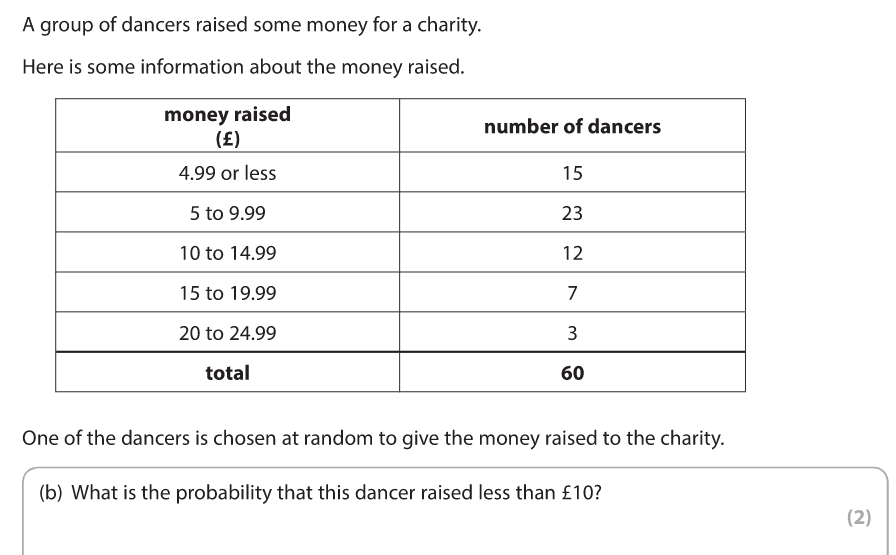 A group of dancers raised some money for a charity.
Here is some information about the money raised.
money raised (£) number of dancers
4.99 or less 15
5 to 9.99 23
10 to 14.99 12
15 to 19.99 7
20 to 24.99 3
total 60
One of the dancers is chosen at random to give the money raised to the charity.
(b) What is the probability that this dancer raised less than £10?
(2)